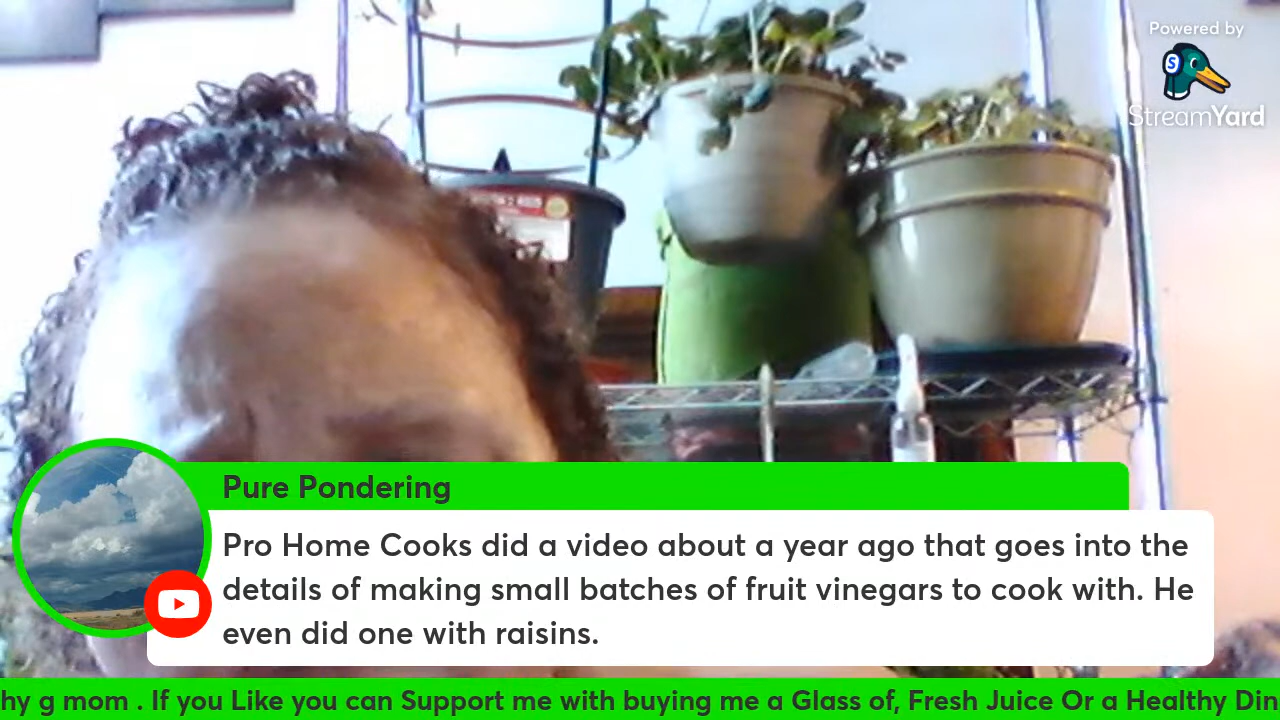 Powered by
S
StreamYard
Pure Pondering
Pro Home Cooks did a video about a year ago that goes into the
details of making small batches of fruit vinegars to cook with. He
even did one with raisins.
hy g mom . If you Like you can Support me with buying me a Glass of, Fresh Juice Or a Healthy Din